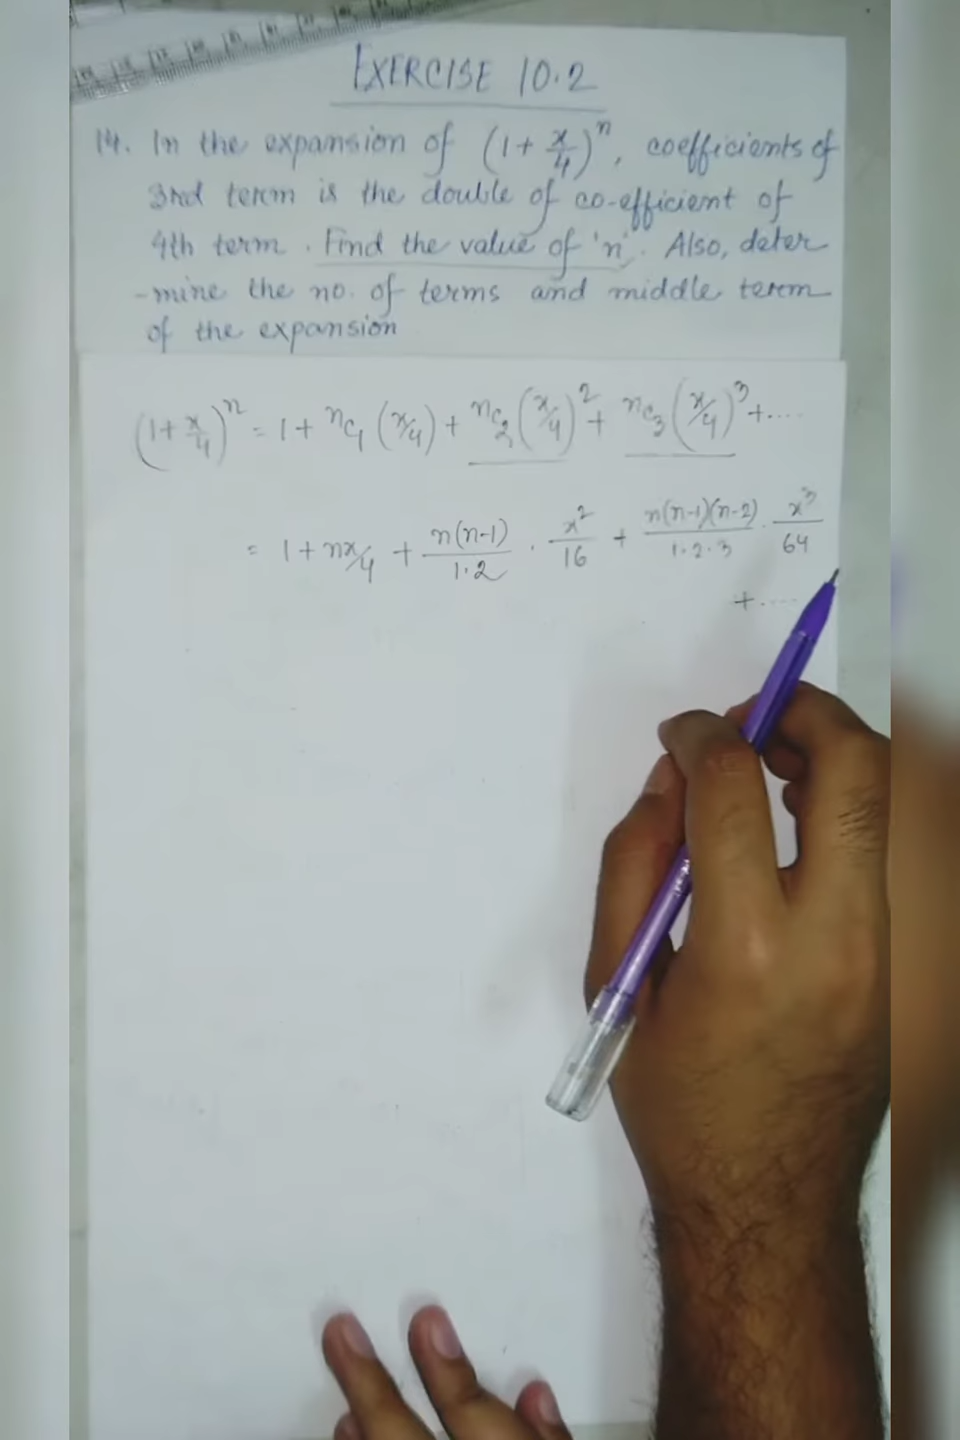 EXERCISE 10.2
14. In the expansion of (1 + x/4)^n, coefficients of
3rd term is the double of co-efficient of
4th term. Find the value of 'n'. Also, deter
-mine the no. of terms and middle term
of the expansion
(1 + x/4)^n = 1 + nC1 (x/4) + nC2 (x/4)^2 + nC3 (x/4)^3 + ....
= 1 + nx/4 + n(n-1)/1.2 . x^2/16 + n(n-1)(n-2)/1.2.3 . x^3/64
+ ....